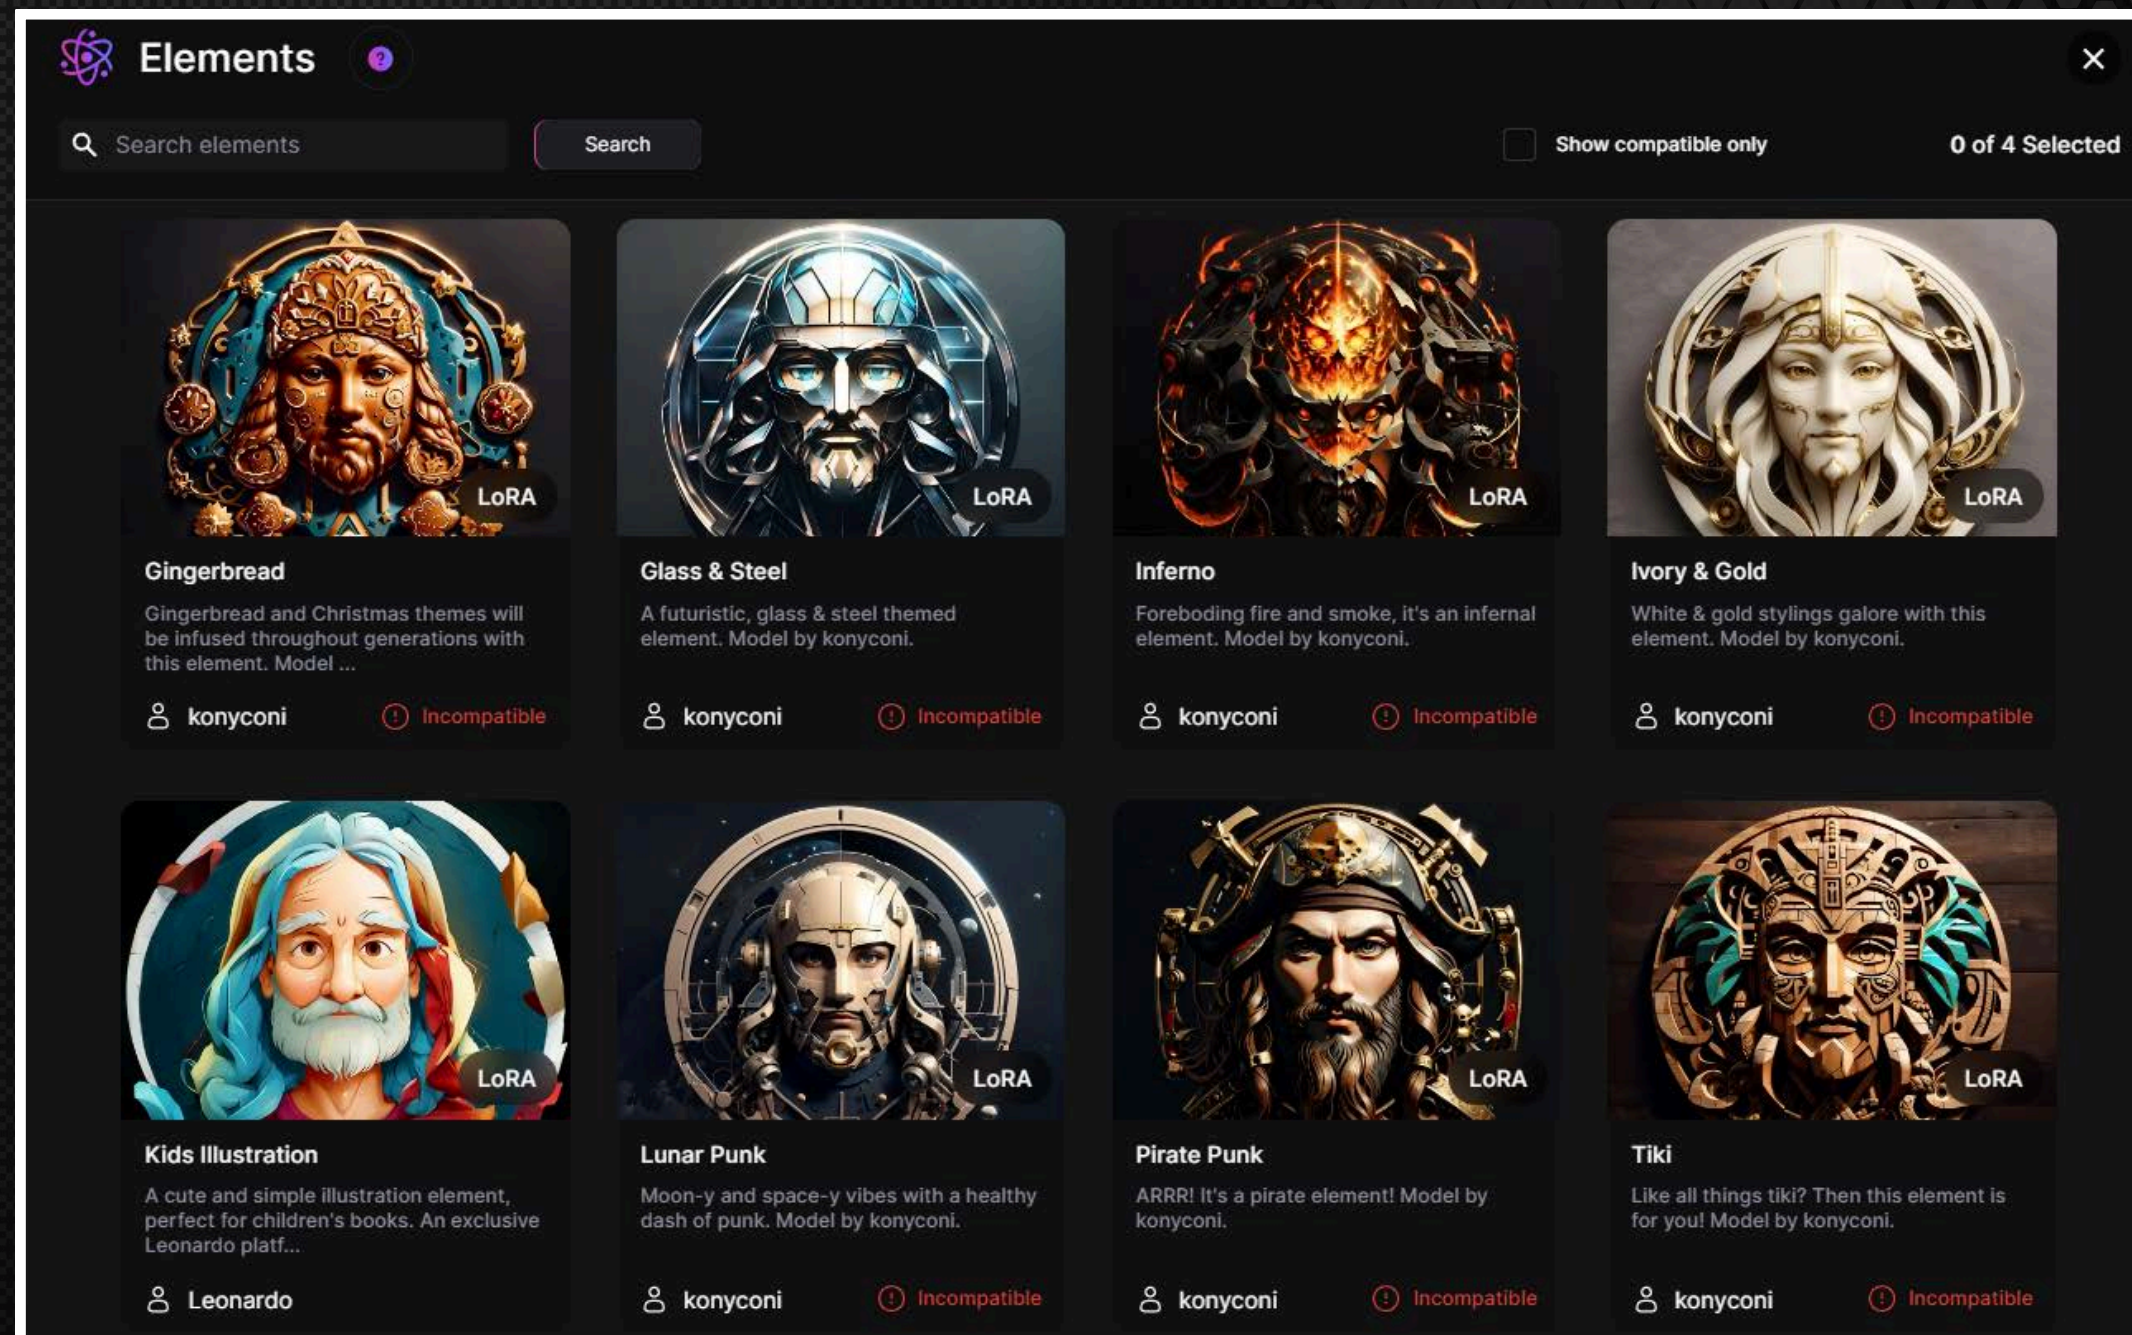 Elements
?
Search elements
Search
Show compatible only
0 of 4 Selected
LoRA
LoRA
LoRA
LoRA
Gingerbread
Gingerbread and Christmas themes will
be infused throughout generations with
this element. Model ...
konyconi
Incompatible
Glass & Steel
A futuristic, glass & steel themed
element. Model by konyconi.
konyconi
Incompatible
Inferno
Foreboding fire and smoke, it's an infernal
element. Model by konyconi.
konyconi
Incompatible
Ivory & Gold
White & gold stylings galore with this
element. Model by konyconi.
konyconi
Incompatible
LoRA
LoRA
LoRA
LoRA
Kids Illustration
A cute and simple illustration element,
perfect for children's books. An exclusive
Leonardo platf...
Leonardo
Lunar Punk
Moon-y and space-y vibes with a healthy
dash of punk. Model by konyconi.
konyconi
Incompatible
Pirate Punk
ARRR! It's a pirate element! Model by
konyconi.
konyconi
Incompatible
Tiki
Like all things tiki? Then this element is
for you! Model by konyconi.
konyconi
Incompatible